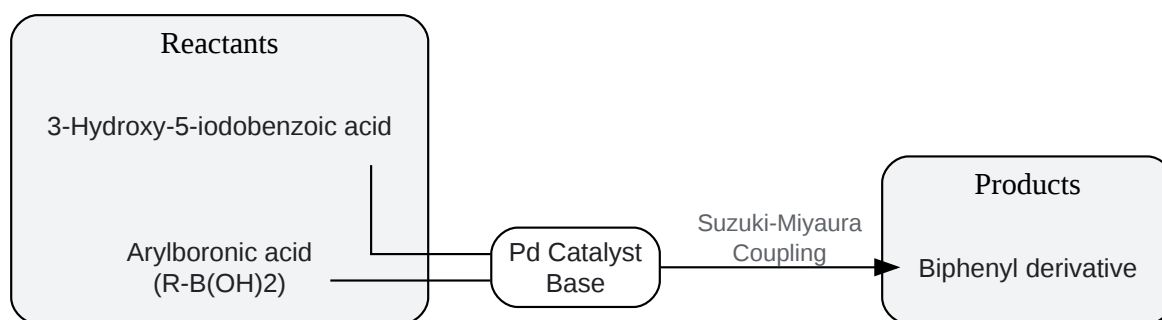 Reactants
3-Hydroxy-5-iodobenzoic acid
Arylboronic acid
(R-B(OH)2)
Pd Catalyst
Base
Suzuki-Miyaura
Coupling
Products
Biphenyl derivative